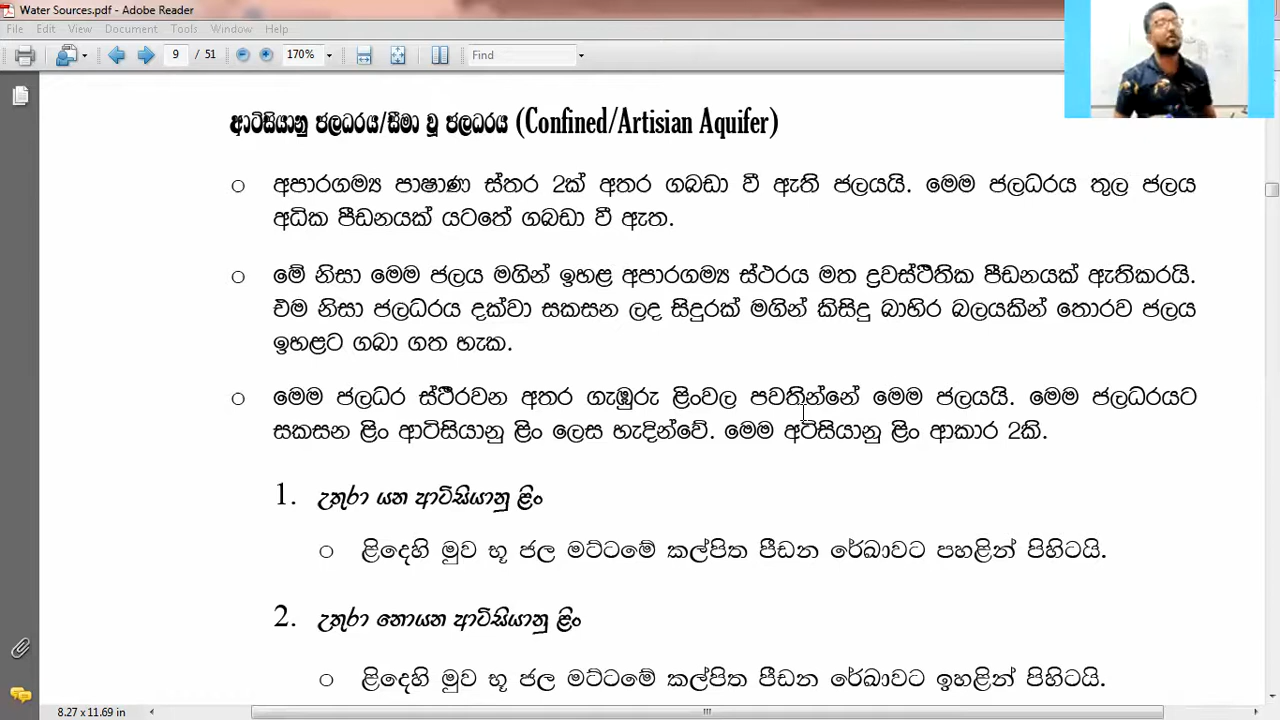 Water Sources.pdf - Adobe Reader
File Edit View Document Tools Window Help
9 / 51 170% Find
ආටිසියානු ජලධරය/සීමා වූ ජලධරය (Confined/Artisian Aquifer)
○ අපාරගම්‍ය පාෂාණ ස්තර 2ක් අතර ගබඩා වී ඇති ජලයයි. මෙම ජලධරය තුල ජලය
අධික පීඩනයක් යටතේ ගබඩා වී ඇත.
○ මේ නිසා මෙම ජලය මගින් ඉහළ අපාරගම්‍ය ස්ථරය මත ද්‍රවස්ථිතික පීඩනයක් ඇතිකරයි.
එම නිසා ජලධරය දක්වා සකසන ලද සිදුරක් මගින් කිසිදු බාහිර බලයකින් තොරව ජලය
ඉහළට ගබා ගත හැක.
○ මෙම ජලධර ස්ථීරවන අතර ගැඹුරු ළිංවල පවතින්නේ මෙම ජලයයි. මෙම ජලධරයට
සකසන ළිං ආටිසියානු ළිං ලෙස හැදින්වේ. මෙම අටිසියානු ළිං ආකාර 2කි.
1. උතුරා යන ආටිසියානු ළිං
○ ළිදෙහි මුව භූ ජල මට්ටමේ කල්පිත පීඩන රේඛාවට පහළින් පිහිටයි.
2. උතුරා නොයන ආටිසියානු ළිං
○ ළිදෙහි මුව භූ ජල මට්ටමේ කල්පිත පීඩන රේඛාවට ඉහළින් පිහිටයි.
8.27 x 11.69 in